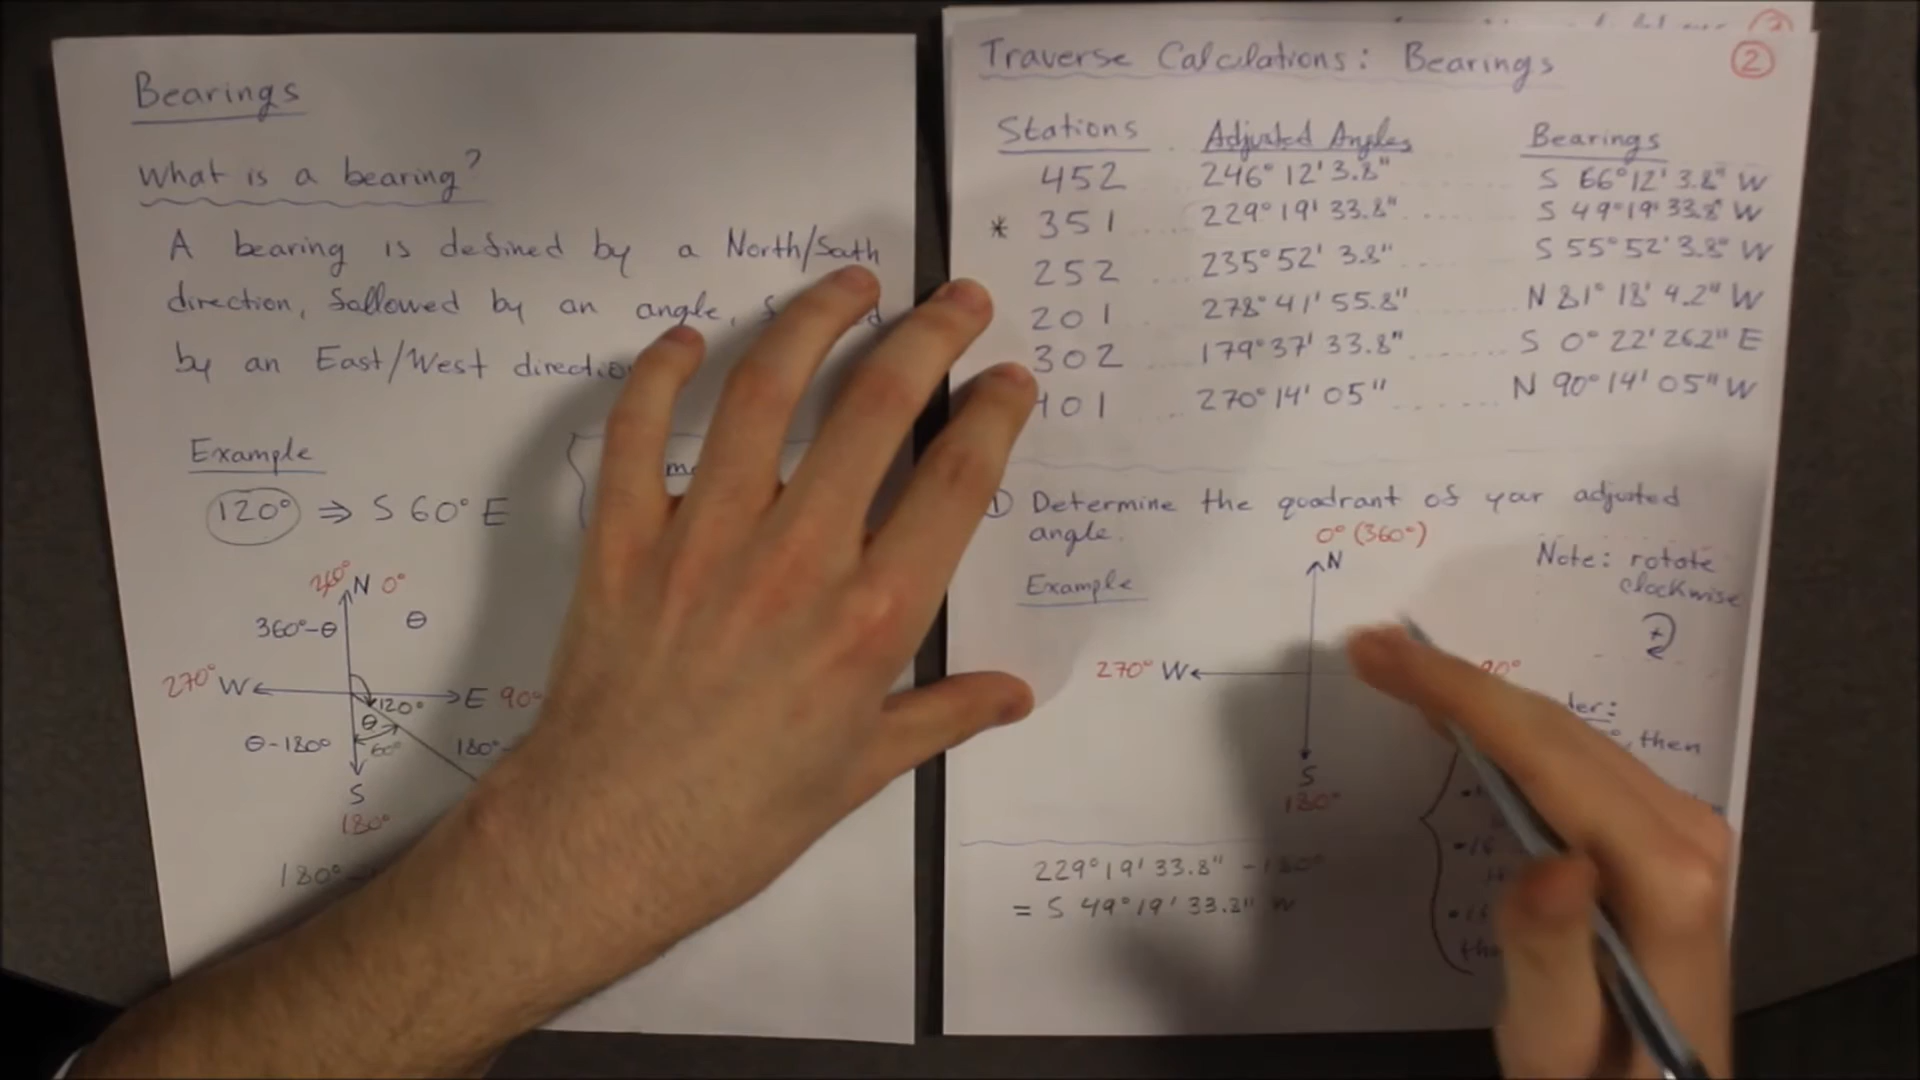 Bearings
What is a bearing?
A bearing is defined by a North/South
direction, followed by an angle,
by an East/West
Example
120° ⇒ S 60° E
N 0°
360°-θ
θ
270° W
E 90°
120°
θ
60°
θ-180°
180°-
S
180°
180°
Traverse Calculations: Bearings
2
Stations Adjusted Angles Bearings
452 246° 12' 3.8" S 66° 12' 3.8" W
* 351 229° 19' 33.8" S 49° 19' 33.8" W
252 235° 52' 3.8" S 55° 52' 3.8" W
201 278° 41' 55.8" N 81° 18' 4.2" W
302 179° 37' 33.8" S 0° 22' 26.2" E
401 270° 14' 05" N 90° 14' 05" W
1 Determine the quadrant of your adjusted
angle.
0° (360°)
N
Example
Note: rotate
clockwise
+
270° W
90°
then
S
180°
229° 19' 33.8" - 180°
= S 49° 19' 33.8" W